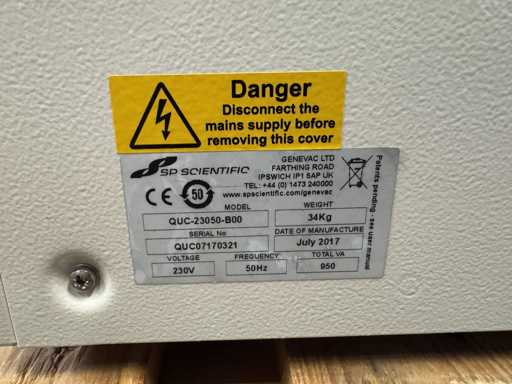 Danger
Disconnect the
mains supply before
removing this cover
SP SCIENTIFIC
GENEVAC LTD
FARTHING ROAD
IPSWICH IP1 5AP UK
TEL: +44 (0) 1473 240000
www.spscientific.com/genevac
50
Patents pending - see user manual
MODEL
QUC-23050-B00
WEIGHT
34Kg
SERIAL No
QUC07170321
DATE OF MANUFACTURE
July 2017
VOLTAGE
230V
FREQUENCY
50Hz
TOTAL VA
950